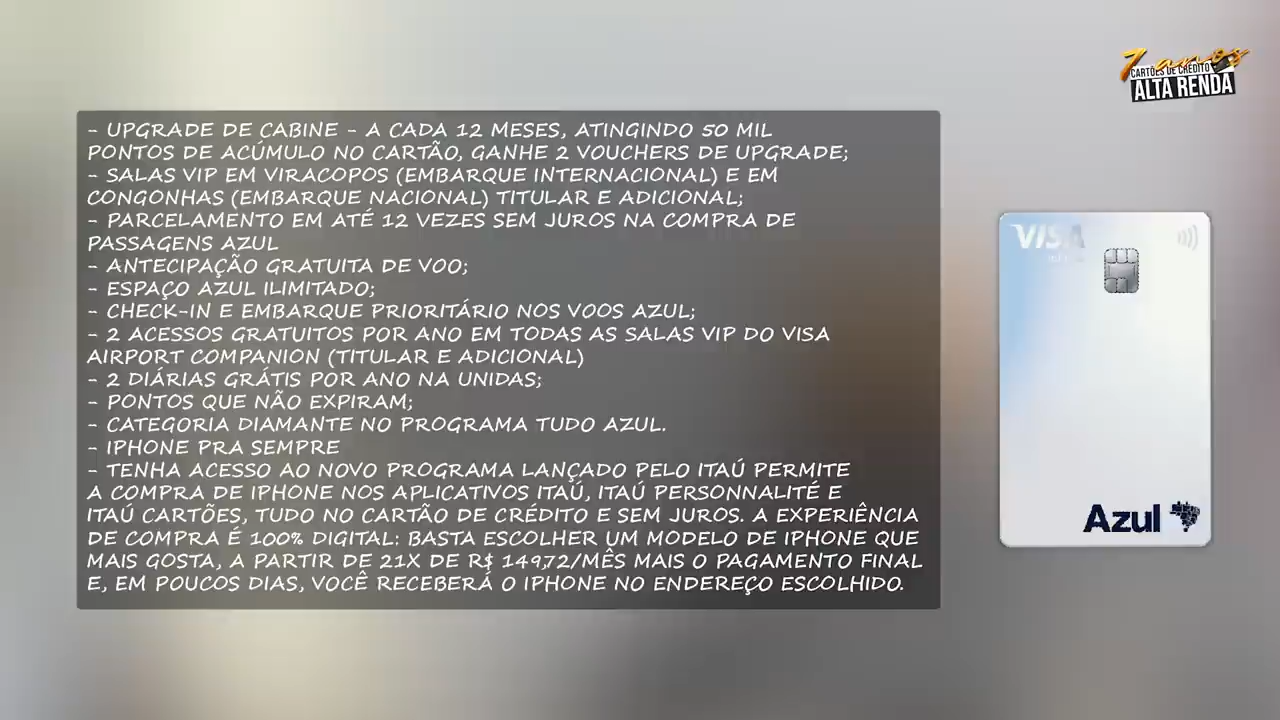 7 anos
CARTÕES DE CRÉDITO
ALTA RENDA
- UPGRADE DE CABINE - A CADA 12 MESES, ATINGINDO 50 MIL
PONTOS DE ACÚMULO NO CARTÃO, GANHE 2 VOUCHERS DE UPGRADE;
- SALAS VIP EM VIRACOPOS (EMBARQUE INTERNACIONAL) E EM
CONGONHAS (EMBARQUE NACIONAL) TITULAR E ADICIONAL;
- PARCELAMENTO EM ATÉ 12 VEZES SEM JUROS NA COMPRA DE
PASSAGENS AZUL
- ANTECIPAÇÃO GRATUITA DE VOO;
- ESPAÇO AZUL ILIMITADO;
- CHECK-IN E EMBARQUE PRIORITÁRIO NOS VOOS AZUL;
- 2 ACESSOS GRATUITOS POR ANO EM TODAS AS SALAS VIP DO VISA
AIRPORT COMPANION (TITULAR E ADICIONAL)
- 2 DIÁRIAS GRÁTIS POR ANO NA UNIDAS;
- PONTOS QUE NÃO EXPIRAM;
- CATEGORIA DIAMANTE NO PROGRAMA TUDO AZUL.
- IPHONE PRA SEMPRE
- TENHA ACESSO AO NOVO PROGRAMA LANÇADO PELO ITAÚ PERMITE
A COMPRA DE IPHONE NOS APLICATIVOS ITAÚ, ITAÚ PERSONNALITÉ E
ITAÚ CARTÕES, TUDO NO CARTÃO DE CRÉDITO E SEM JUROS. A EXPERIÊNCIA
DE COMPRA É 100% DIGITAL: BASTA ESCOLHER UM MODELO DE IPHONE QUE
MAIS GOSTA, A PARTIR DE 21X DE R$ 149,72/MÊS MAIS O PAGAMENTO FINAL
E, EM POUCOS DIAS, VOCÊ RECEBERÁ O IPHONE NO ENDEREÇO ESCOLHIDO.
VISA
Azul